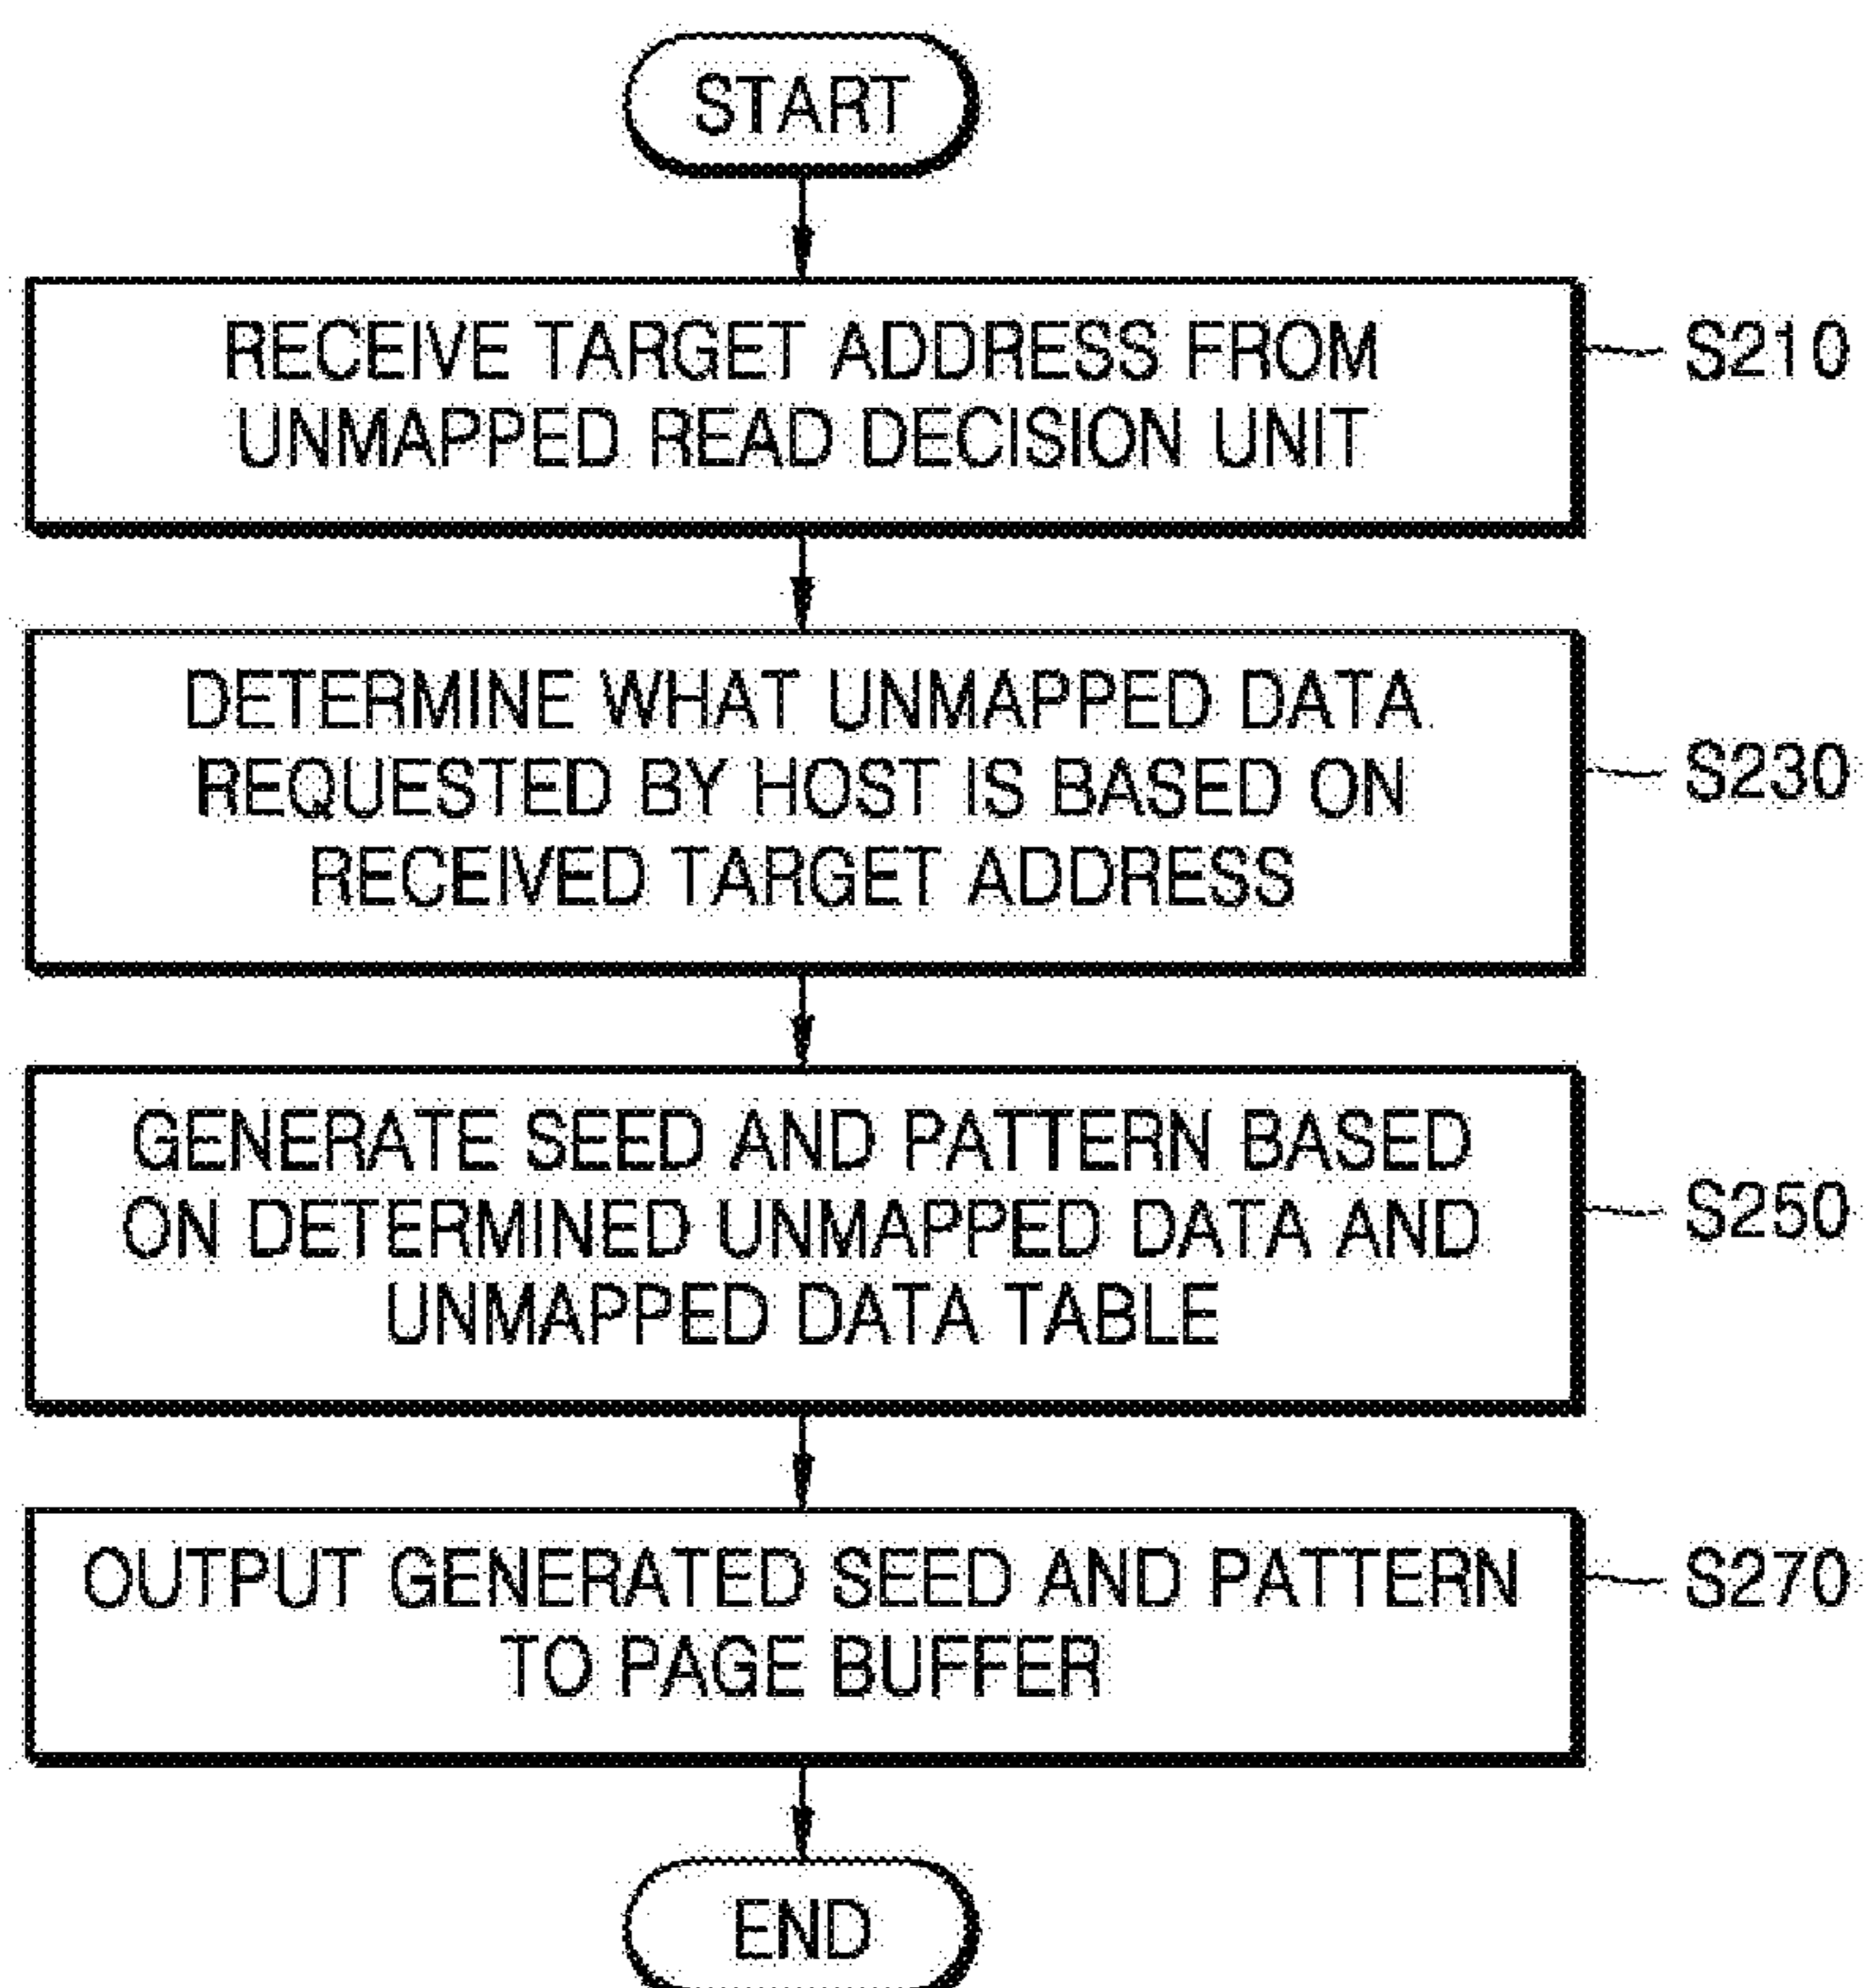 START
RECEIVE TARGET ADDRESS FROM
UNMAPPED READ DECISION UNIT
S210
DETERMINE WHAT UNMAPPED DATA
REQUESTED BY HOST IS BASED ON
RECEIVED TARGET ADDRESS
S230
GENERATE SEED AND PATTERN BASED
ON DETERMINED UNMAPPED DATA AND
UNMAPPED DATA TABLE
S250
OUTPUT GENERATED SEED AND PATTERN
TO PAGE BUFFER
S270
END